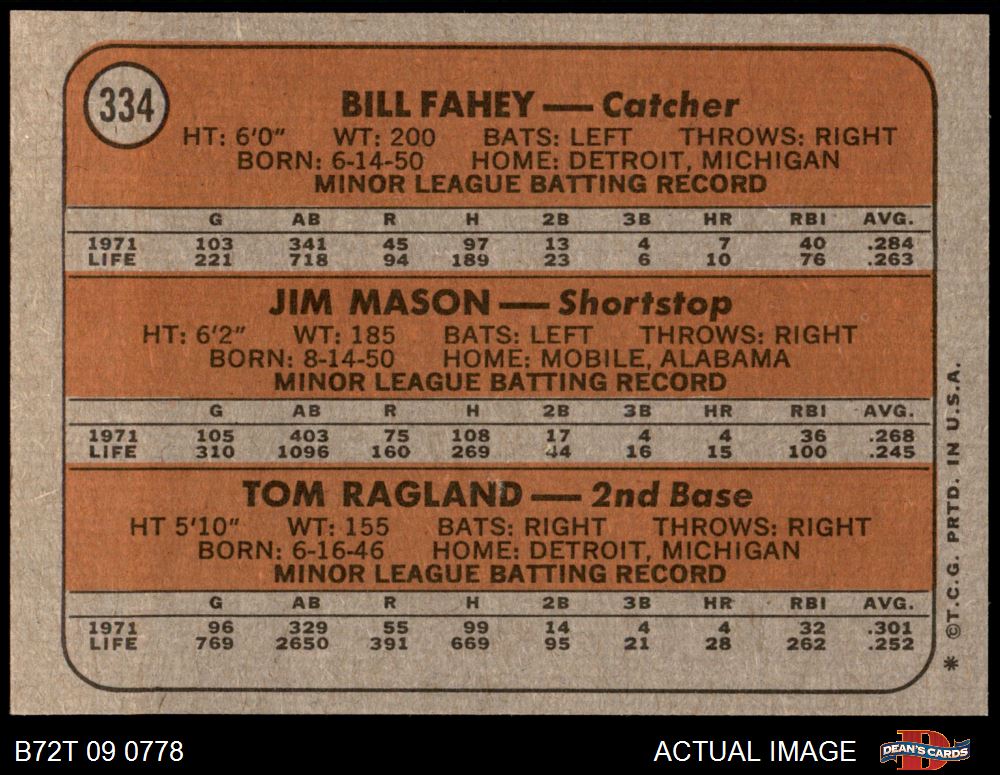 334
BILL FAHEY — Catcher
HT: 6'0" WT: 200 BATS: LEFT THROWS: RIGHT
BORN: 6-14-50 HOME: DETROIT, MICHIGAN
MINOR LEAGUE BATTING RECORD
G AB R H 2B 3B HR RBI AVG.
1971 103 341 45 97 13 4 7 40 .284
LIFE 221 718 94 189 23 6 10 76 .263
JIM MASON — Shortstop
HT: 6'2" WT: 185 BATS: LEFT THROWS: RIGHT
BORN: 8-14-50 HOME: MOBILE, ALABAMA
MINOR LEAGUE BATTING RECORD
G AB R H 2B 3B HR RBI AVG.
1971 105 403 75 108 17 4 4 36 .268
LIFE 310 1096 160 269 44 16 15 100 .245
TOM RAGLAND — 2nd Base
HT 5'10" WT: 155 BATS: RIGHT THROWS: RIGHT
BORN: 6-16-46 HOME: DETROIT, MICHIGAN
MINOR LEAGUE BATTING RECORD
G AB R H 2B 3B HR RBI AVG.
1971 96 329 55 99 14 4 4 32 .301
LIFE 769 2650 391 669 95 21 28 262 .252
* ©T.C.G. PRTD. IN U.S.A.
B72T 09 0778
ACTUAL IMAGE
D
DEAN'S CARDS